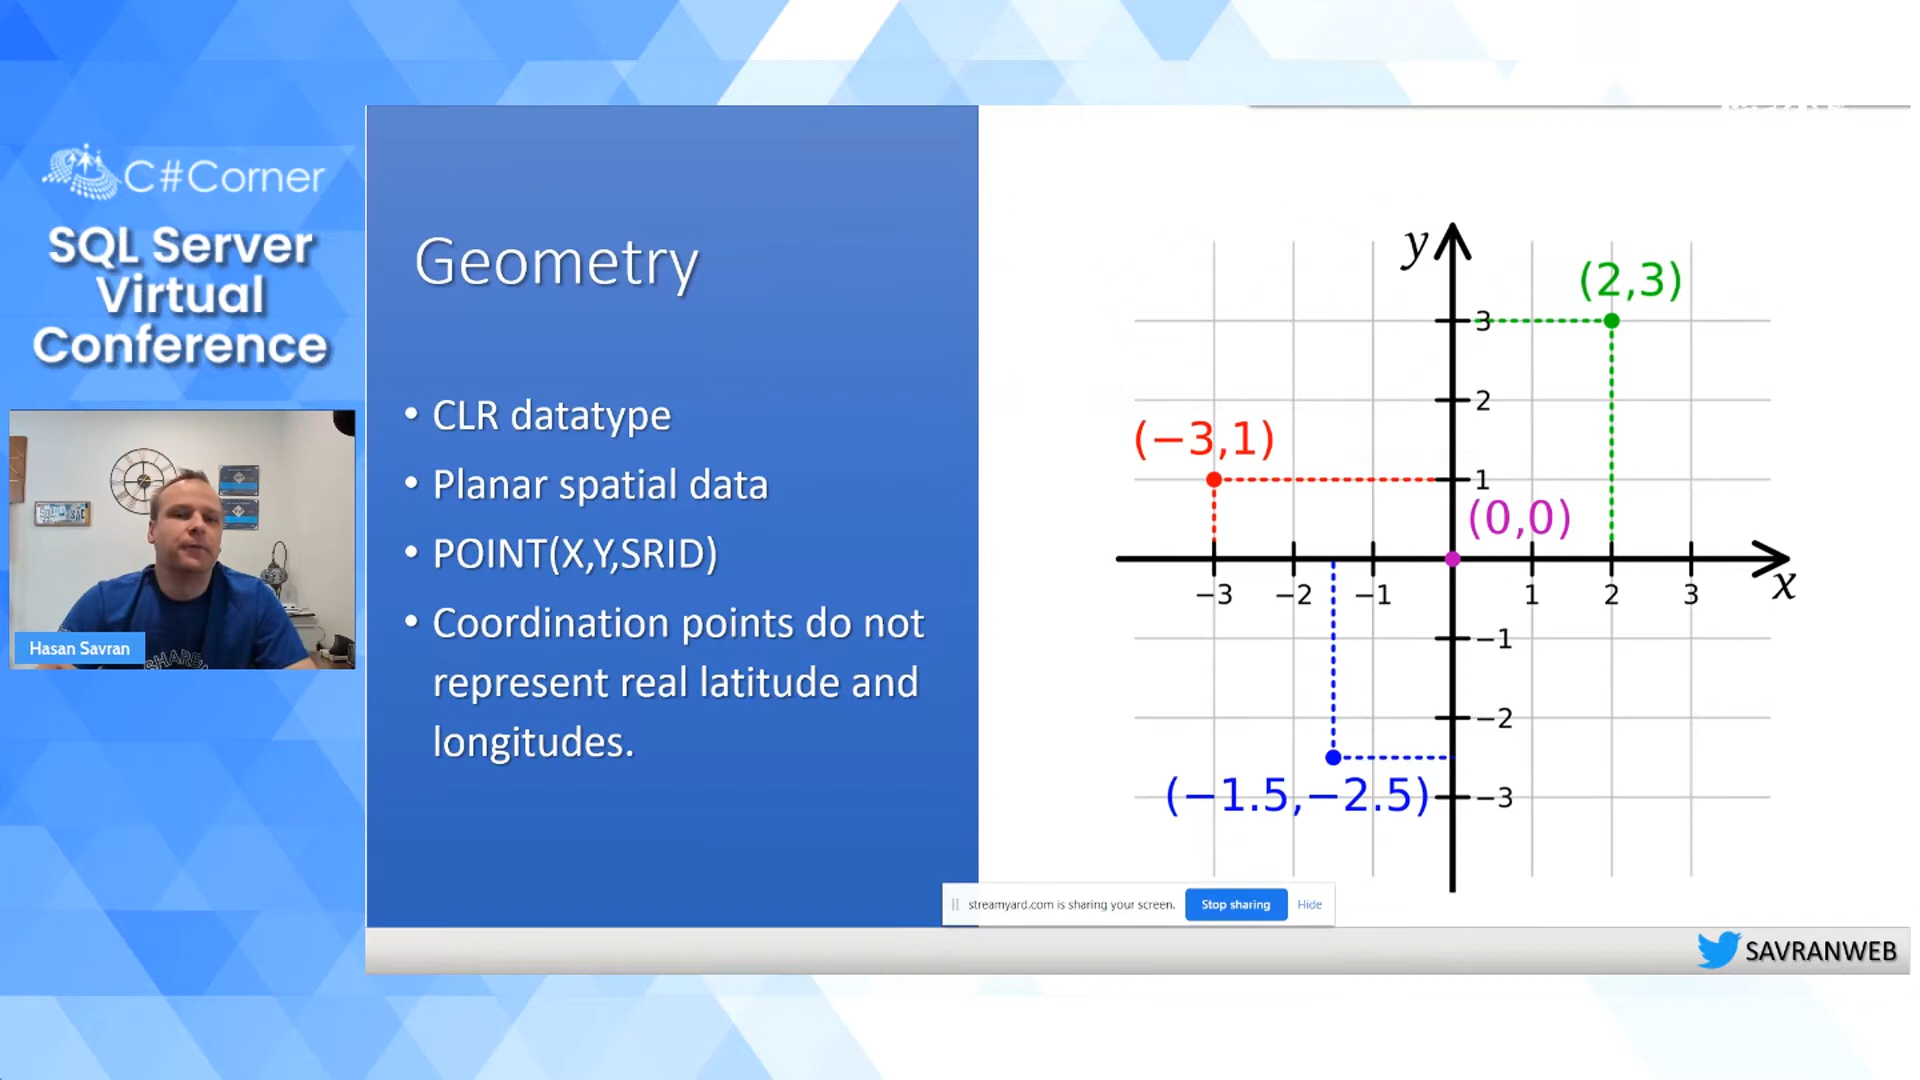 C#Corner
SQL Server
Virtual
Conference
Hasan Savran
Geometry
• CLR datatype
• Planar spatial data
• POINT(X,Y,SRID)
• Coordination points do not
represent real latitude and
longitudes.
y
(2,3)
3
2
(−3,1)
1
(0,0)
−3 −2 −1 1 2 3 x
−1
−2
(−1.5,−2.5) −3
streamyard.com is sharing your screen. Stop sharing Hide
SAVRANWEB